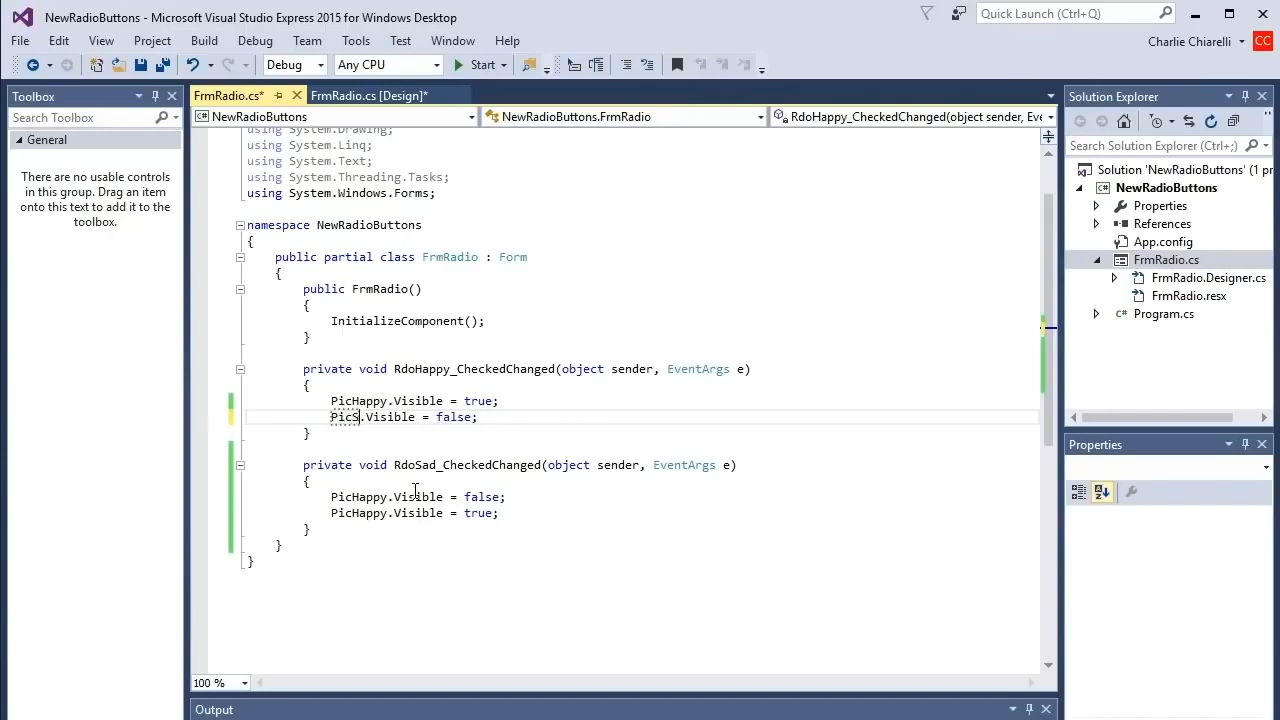 NewRadioButtons - Microsoft Visual Studio Express 2015 for Windows Desktop
Quick Launch (Ctrl+Q)
File Edit View Project Build Debug Team Tools Test Window Help
Charlie Chiarelli CC
Debug Any CPU Start
Toolbox
Search Toolbox
General
There are no usable controls
in this group. Drag an item
onto this text to add it to the
toolbox.
FrmRadio.cs* FrmRadio.cs [Design]*
NewRadioButtons NewRadioButtons.FrmRadio RdoHappy_CheckedChanged(object sender, Eve
using System.Drawing;
using System.Linq;
using System.Text;
using System.Threading.Tasks;
using System.Windows.Forms;
namespace NewRadioButtons
{
public partial class FrmRadio : Form
{
public FrmRadio()
{
InitializeComponent();
}
private void RdoHappy_CheckedChanged(object sender, EventArgs e)
{
PicHappy.Visible = true;
PicS.Visible = false;
}
private void RdoSad_CheckedChanged(object sender, EventArgs e)
{
PicHappy.Visible = false;
PicHappy.Visible = true;
}
}
}
100 %
Output
Solution Explorer
Search Solution Explorer (Ctrl+;)
Solution 'NewRadioButtons' (1 pr
NewRadioButtons
Properties
References
App.config
FrmRadio.cs
FrmRadio.Designer.cs
FrmRadio.resx
Program.cs
Properties